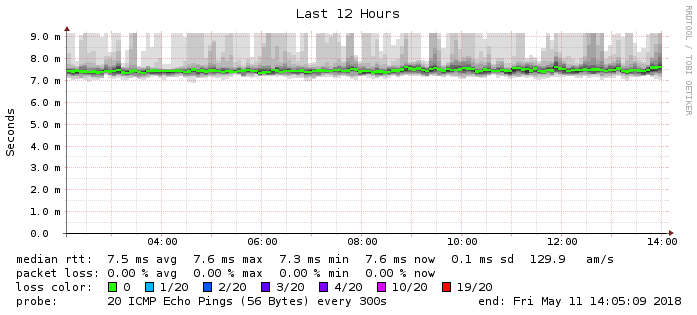 Last 12 Hours
RRDTOOL / TOBI OETIKER
Seconds
9.0 m
8.0 m
7.0 m
6.0 m
5.0 m
4.0 m
3.0 m
2.0 m
1.0 m
0.0
04:00 06:00 08:00 10:00 12:00 14:00
median rtt: 7.5 ms avg 7.6 ms max 7.3 ms min 7.6 ms now 0.1 ms sd 129.9 am/s
packet loss: 0.00 % avg 0.00 % max 0.00 % min 0.00 % now
loss color: 0 1/20 2/20 3/20 4/20 10/20 19/20
probe: 20 ICMP Echo Pings (56 Bytes) every 300s end: Fri May 11 14:05:09 2018